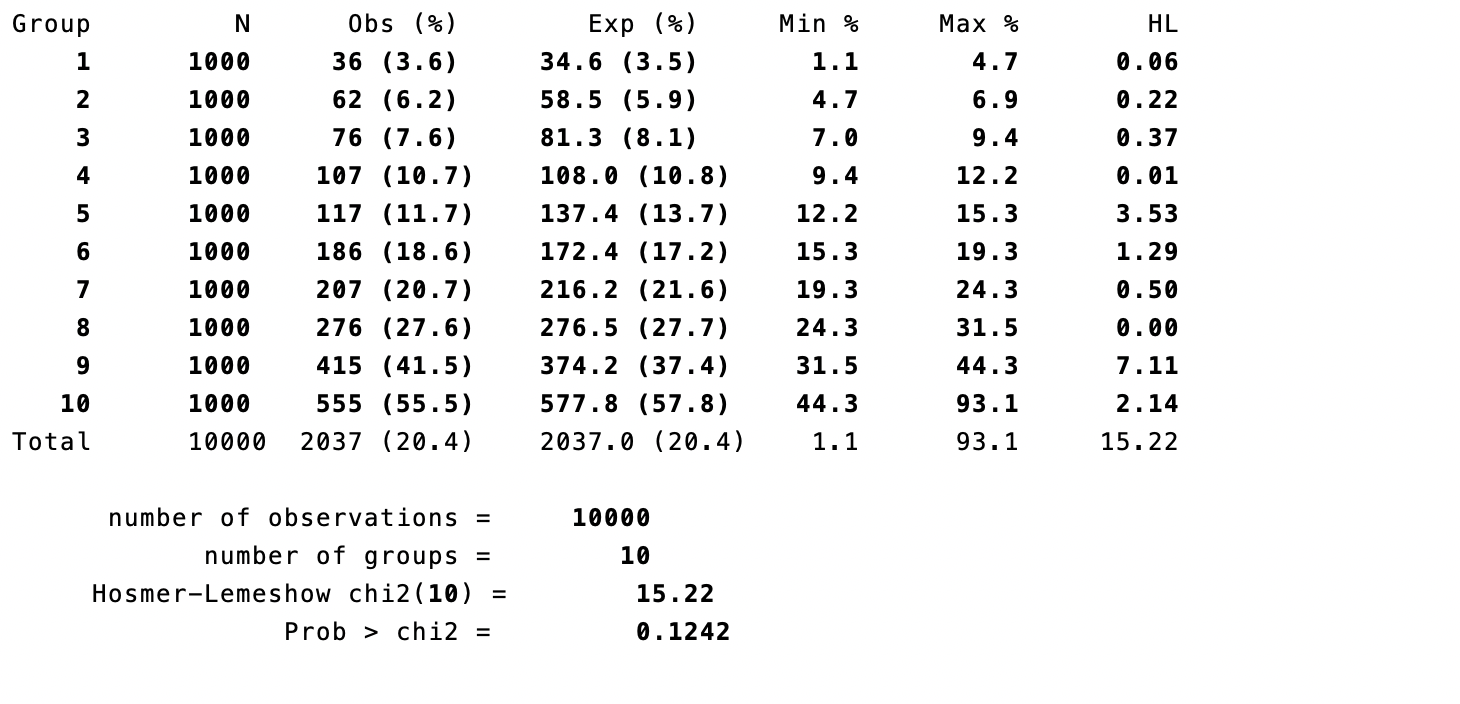 Group N Obs (%) Exp (%) Min % Max % HL
1 1000 36 (3.6) 34.6 (3.5) 1.1 4.7 0.06
2 1000 62 (6.2) 58.5 (5.9) 4.7 6.9 0.22
3 1000 76 (7.6) 81.3 (8.1) 7.0 9.4 0.37
4 1000 107 (10.7) 108.0 (10.8) 9.4 12.2 0.01
5 1000 117 (11.7) 137.4 (13.7) 12.2 15.3 3.53
6 1000 186 (18.6) 172.4 (17.2) 15.3 19.3 1.29
7 1000 207 (20.7) 216.2 (21.6) 19.3 24.3 0.50
8 1000 276 (27.6) 276.5 (27.7) 24.3 31.5 0.00
9 1000 415 (41.5) 374.2 (37.4) 31.5 44.3 7.11
10 1000 555 (55.5) 577.8 (57.8) 44.3 93.1 2.14
Total 10000 2037 (20.4) 2037.0 (20.4) 1.1 93.1 15.22
number of observations = 10000
number of groups = 10
Hosmer–Lemeshow chi2(10) = 15.22
Prob > chi2 = 0.1242